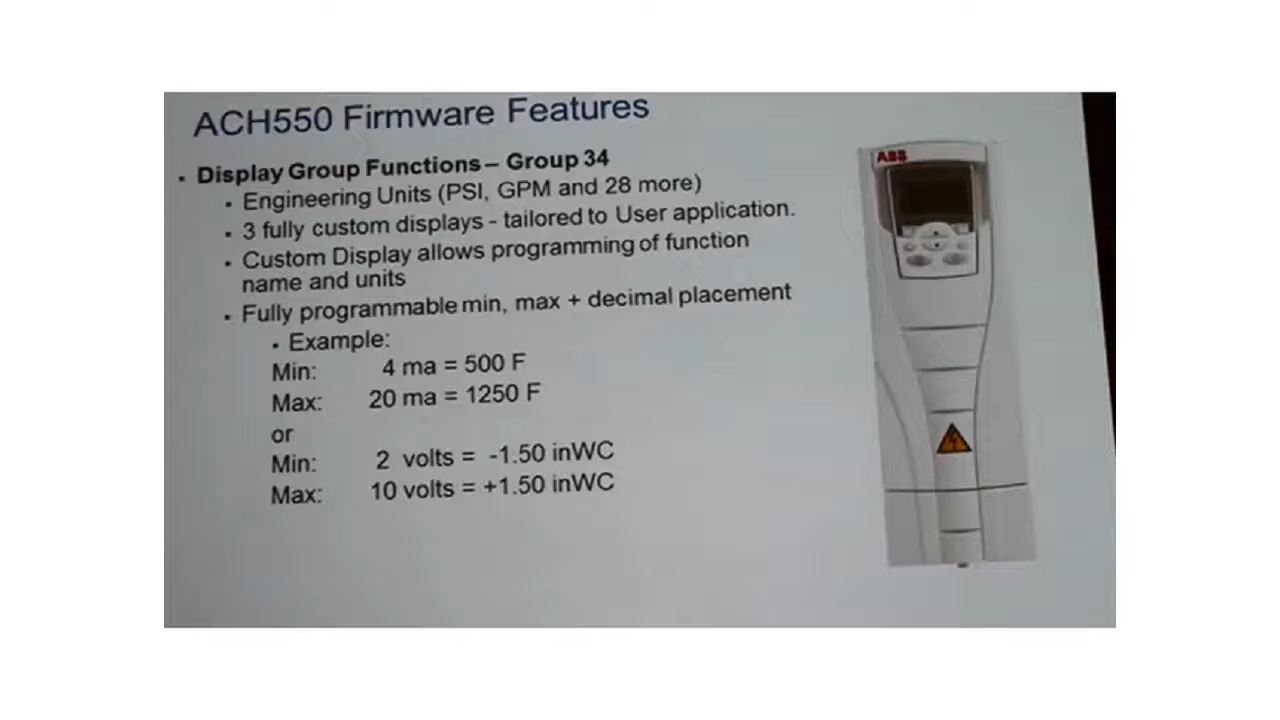 ACH550 Firmware Features
• Display Group Functions – Group 34
• Engineering Units (PSI, GPM and 28 more)
• 3 fully custom displays - tailored to User application.
• Custom Display allows programming of function
name and units
• Fully programmable min, max + decimal placement
• Example:
Min: 4 ma = 500 F
Max: 20 ma = 1250 F
or
Min: 2 volts = -1.50 inWC
Max: 10 volts = +1.50 inWC
ABB